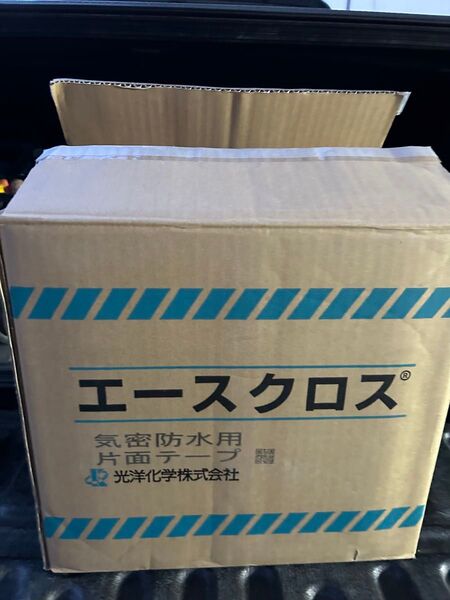 エースクロス®
気密防水用
片面テープ
光洋化学株式会社